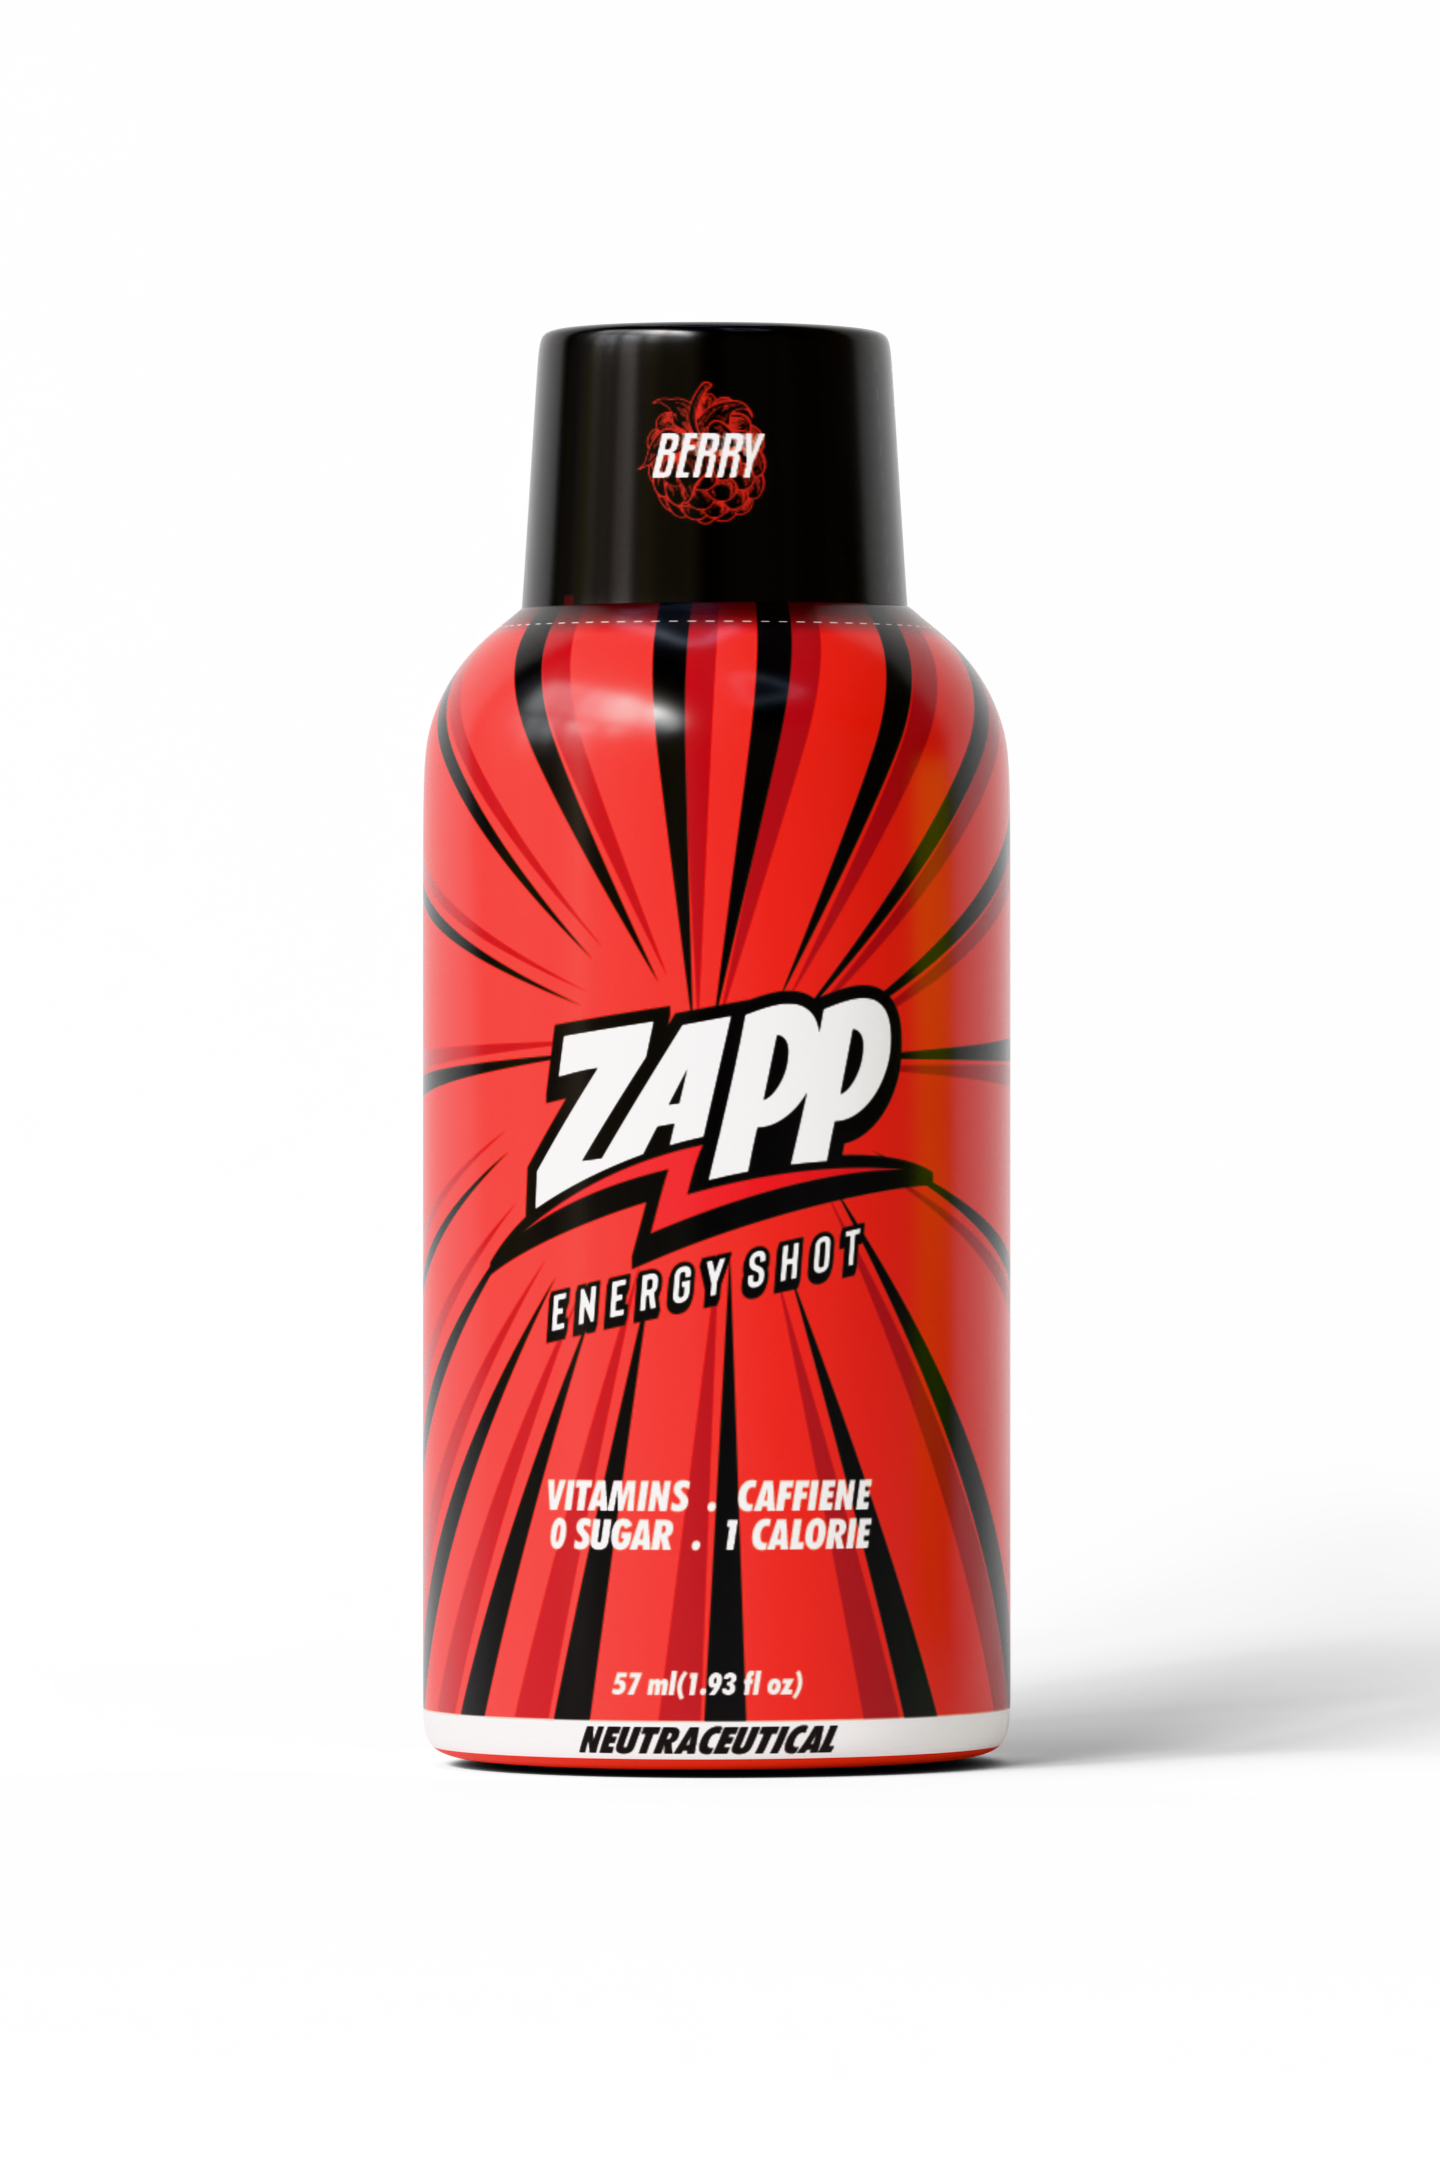 BERRY
ZAPP
ENERGY SHOT
VITAMINS . CAFFIENE
0 SUGAR . 1 CALORIE
57 ml(1.93 fl oz)
NEUTRACEUTICAL